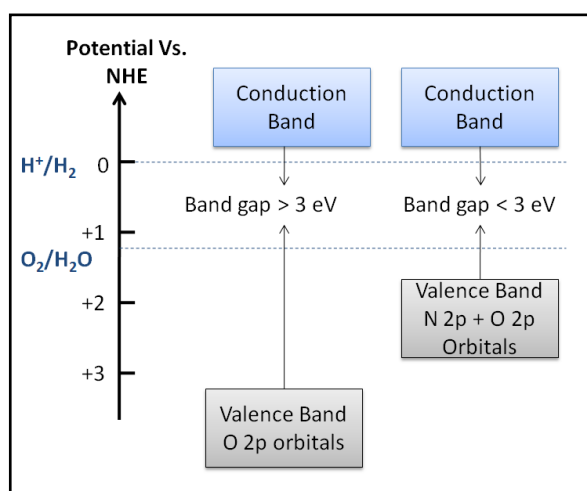 Potential Vs.
NHE
Conduction
Band
Conduction
Band
H⁺/H₂
0
Band gap > 3 eV
Band gap < 3 eV
+1
O₂/H₂O
Valence Band
N 2p + O 2p
Orbitals
+2
+3
Valence Band
O 2p orbitals